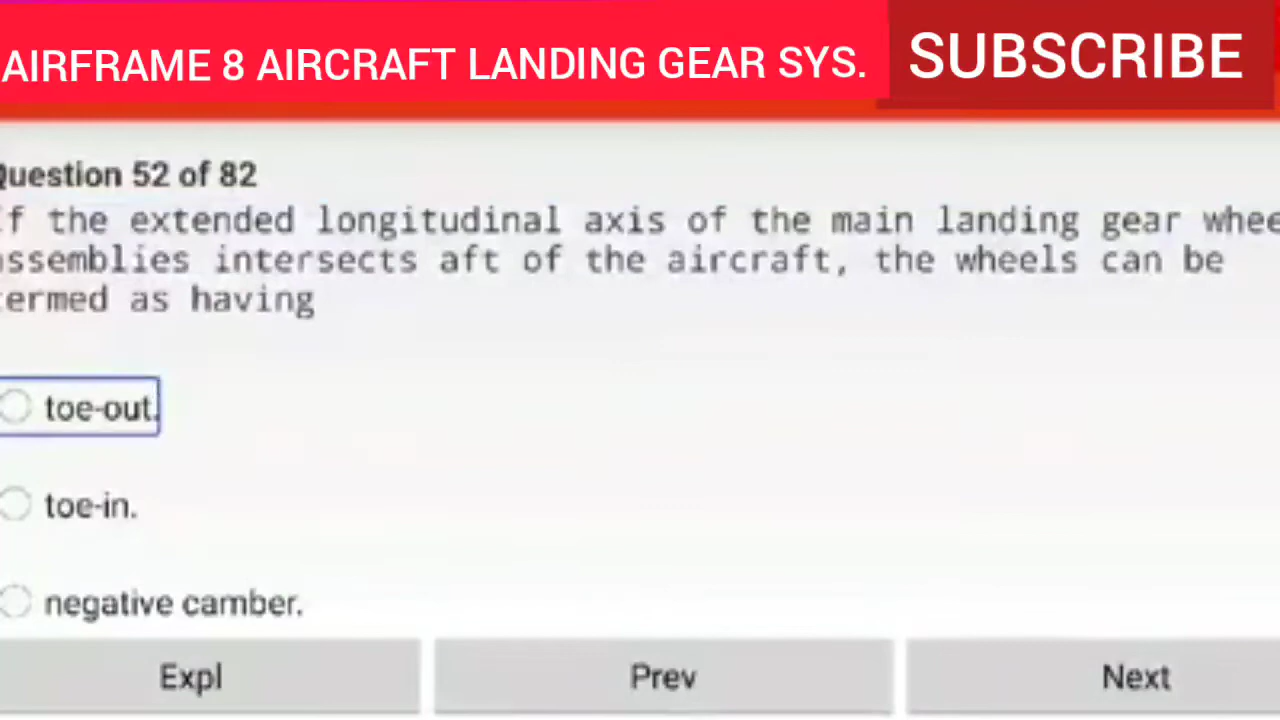 AIRFRAME 8 AIRCRAFT LANDING GEAR SYS.
SUBSCRIBE
Question 52 of 82
f the extended longitudinal axis of the main landing gear whee
ssemblies intersects aft of the aircraft, the wheels can be
ermed as having
toe-out.
toe-in.
negative camber.
Expl
Prev
Next